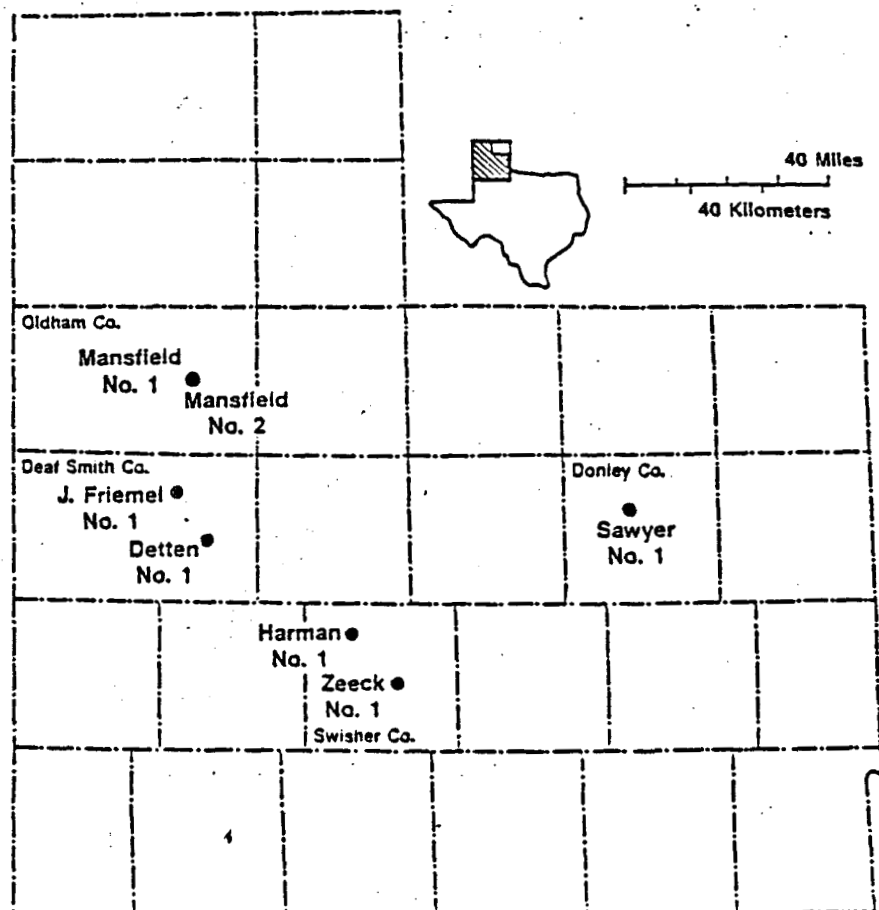 40 Miles
40 Kilometers
Oldham Co.
Mansfield
No. 1
Mansfield
No. 2
Deaf Smith Co.
J. Friemel
No. 1
Detten
No. 1
Donley Co.
Sawyer
No. 1
Harman
No. 1
Zeeck
No. 1
Swisher Co.